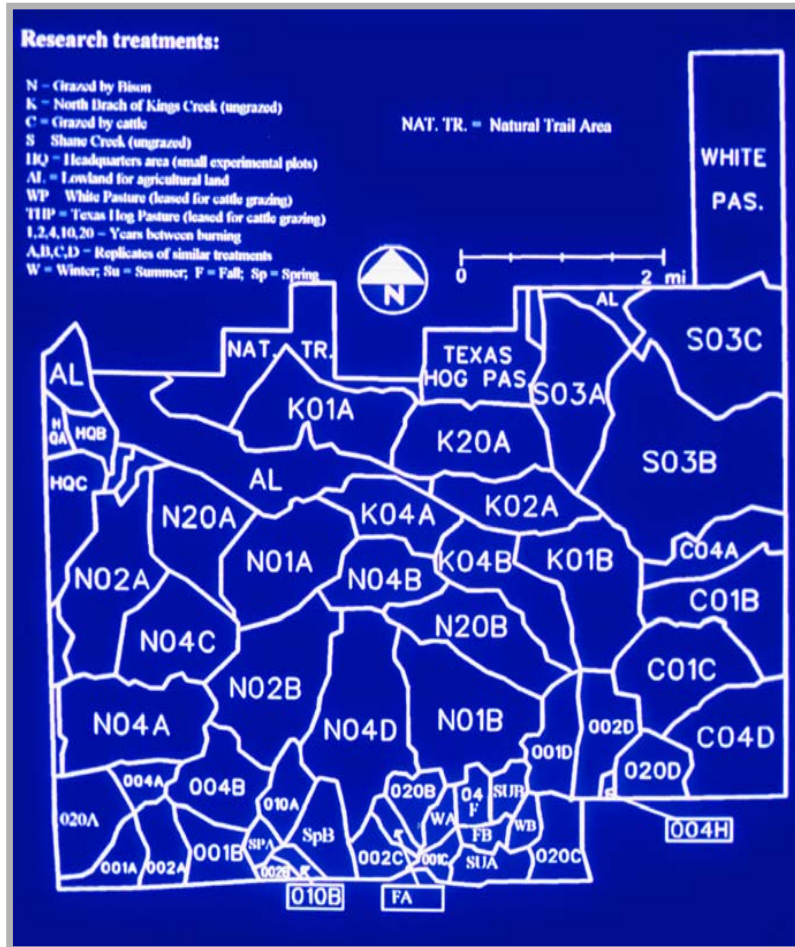 Research treatments:
N - Grazed by Bison
K - North Brach of Kings Creek (ungrazed)
C = Grazed by cattle
S Shane Creek (ungrazed)
HQ = Headquarters area (small experimental plots)
AL = Lowland for agricultural land
WP White Pasture (leased for cattle grazing)
THP = Texas Hog Pasture (leased for cattle grazing)
1,2,4,10,20 - Years between burning
A,B,C,D - Replicates of similar treatments
W = Winter; Su = Summer; F = Fall; Sp = Spring
NAT. TR. = Natural Trail Area
WHITE
PAS.
N
0 2 mi
AL
S03C
NAT. TR.
TEXAS
HOG PAS.
AL
S03A
K01A
H
QA
HQB
K20A
S03B
AL
HQC
K02A
K04A
N20A
C04A
N01A
K04B
K01B
N02A
N04B
C01B
N20B
N04C
C01C
N02B
N01B
N04A
N04D
002D
C04D
001D
020D
004A
004B
020B
04
F
SUB
010A
WA
020A
SpB
FB
WB
004H
SPA
001B
002C
001C
SUA
020C
001A
002A
002B
010B
FA